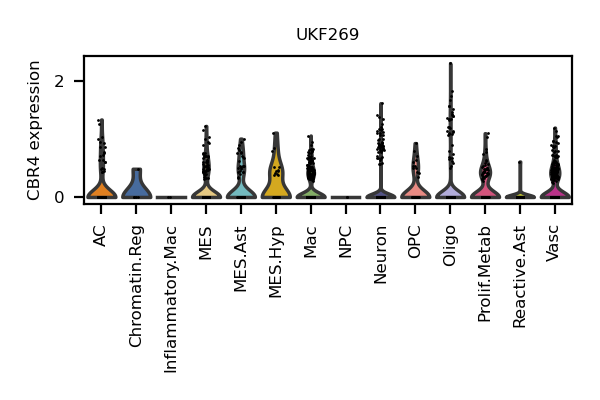 UKF269
CBR4 expression
2
0
AC
Chromatin.Reg
Inflammatory.Mac
MES
MES.Ast
MES.Hyp
Mac
NPC
Neuron
OPC
Oligo
Prolif.Metab
Reactive.Ast
Vasc